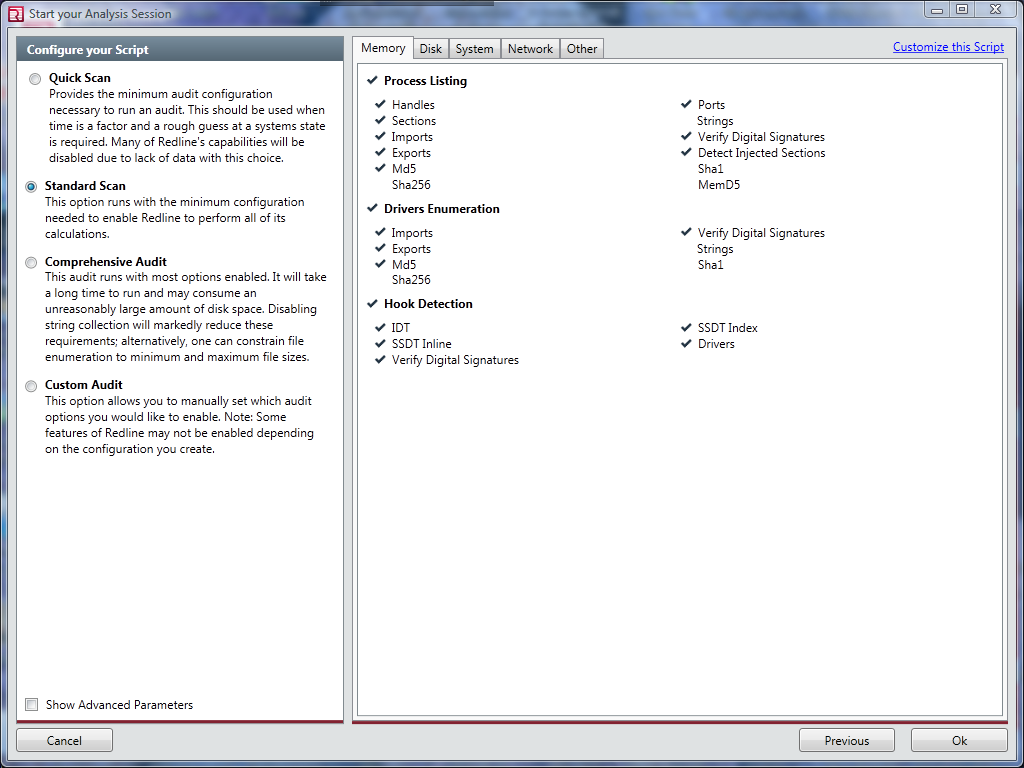 Start your Analysis Session
Configure your Script
Quick Scan
Provides the minimum audit configuration
necessary to run an audit. This should be used when
time is a factor and a rough guess at a systems state
is required. Many of Redline's capabilities will be
disabled due to lack of data with this choice.
Standard Scan
This option runs with the minimum configuration
needed to enable Redline to perform all of its
calculations.
Comprehensive Audit
This audit runs with most options enabled. It will take
a long time to run and may consume an
unreasonably large amount of disk space. Disabling
string collection will markedly reduce these
requirements; alternatively, one can constrain file
enumeration to minimum and maximum file sizes.
Custom Audit
This option allows you to manually set which audit
options you would like to enable. Note: Some
features of Redline may not be enabled depending
on the configuration you create.
Show Advanced Parameters
Memory Disk System Network Other Customize this Script
Process Listing
Handles Ports
Sections Strings
Imports Verify Digital Signatures
Exports Detect Injected Sections
Md5 Sha1
Sha256 MemD5
Drivers Enumeration
Imports Verify Digital Signatures
Exports Strings
Md5 Sha1
Sha256
Hook Detection
IDT SSDT Index
SSDT Inline Drivers
Verify Digital Signatures
Cancel Previous Ok